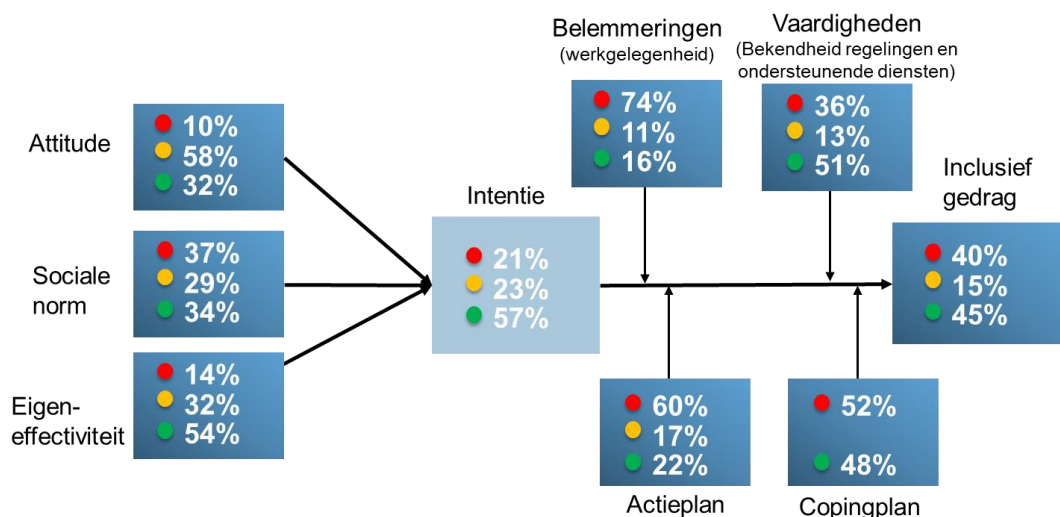 Attitude
10%
58%
32%
Sociale
norm
37%
29%
34%
Eigen-
effectiviteit
14%
32%
54%
Intentie
21%
23%
57%
Belemmeringen
(werkgelegenheid)
74%
11%
16%
Vaardigheden
(Bekendheid regelingen en
ondersteunende diensten)
36%
13%
51%
60%
17%
22%
Actieplan
52%
48%
Copingplan
Inclusief
gedrag
40%
15%
45%